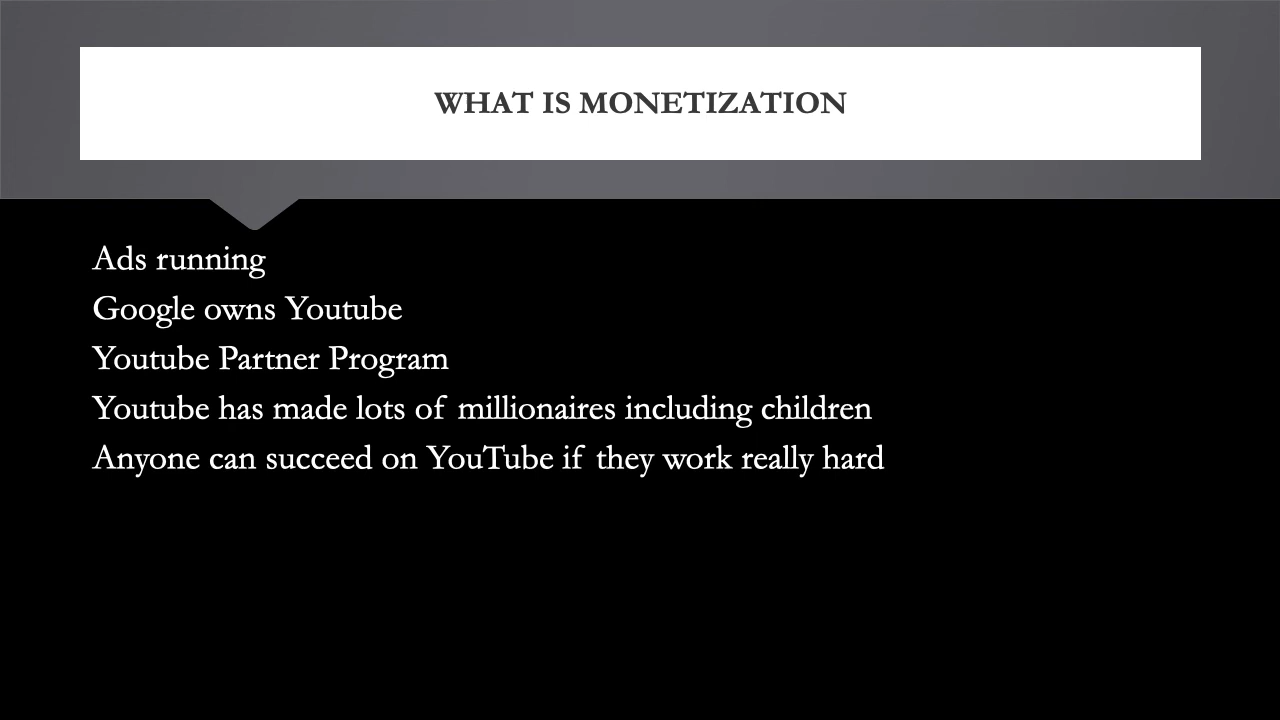 WHAT IS MONETIZATION
Ads running
Google owns Youtube
Youtube Partner Program
Youtube has made lots of millionaires including children
Anyone can succeed on YouTube if they work really hard